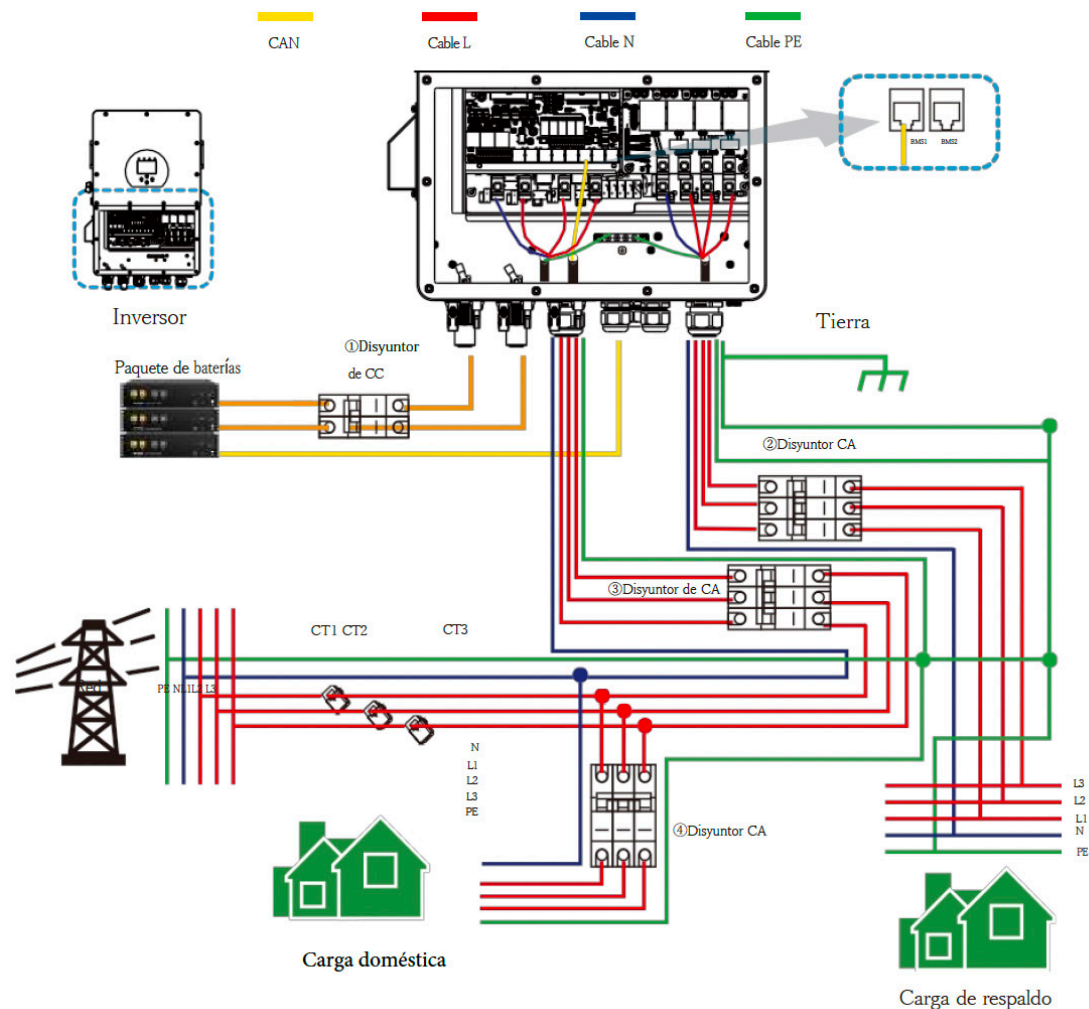 CAN
Cable L
Cable N
Cable PE
BMS1
BMS2
Inversor
Tierra
①Disyuntor
de CC
Paquete de baterías
②Disyuntor CA
③Disyuntor de CA
CT1 CT2
CT3
Red
PE N L1 L2 L3
N
L1
L2
L3
PE
④Disyuntor CA
L3
L2
L1
N
PE
Carga doméstica
Carga de respaldo